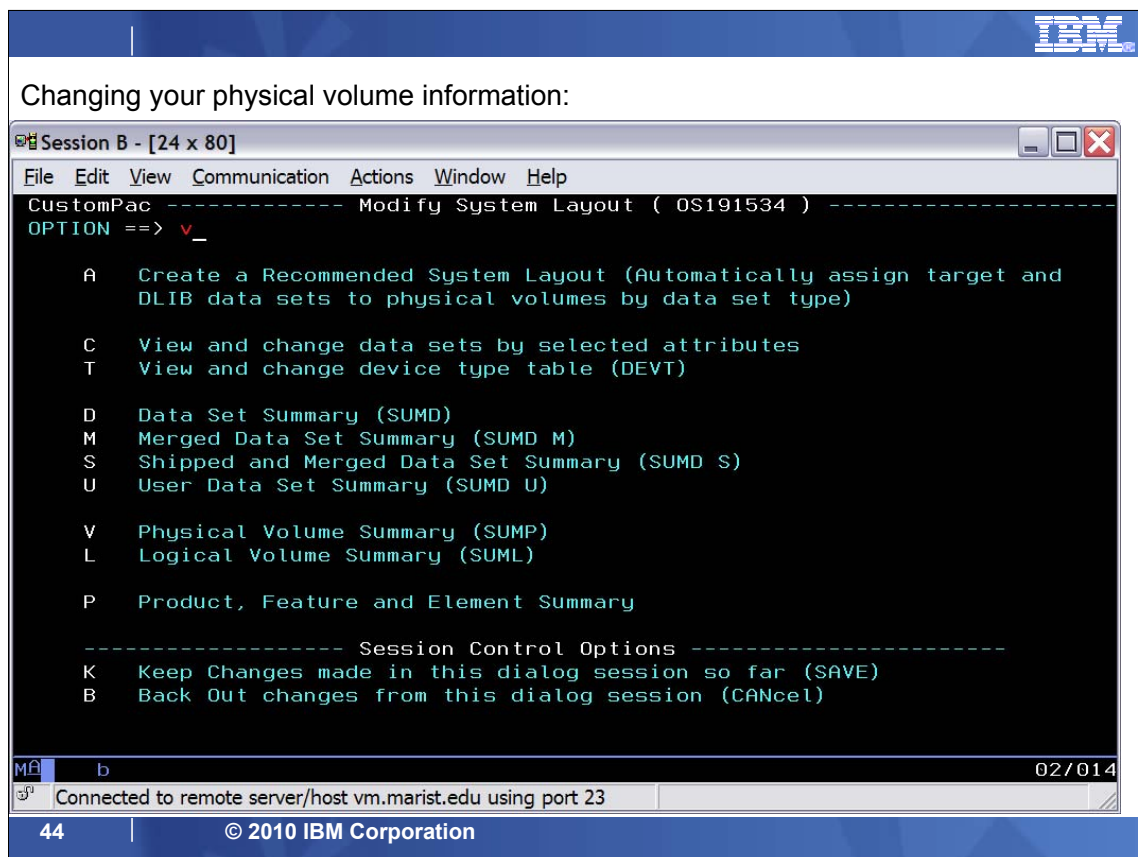 IBM®
Changing your physical volume information:
Session B - [24 x 80]
File Edit View Communication Actions Window Help
CustomPac ------------- Modify System Layout ( OS191534 ) ----------------------
OPTION ==> v_
A Create a Recommended System Layout (Automatically assign target and
DLIB data sets to physical volumes by data set type)
C View and change data sets by selected attributes
T View and change device type table (DEVT)
D Data Set Summary (SUMD)
M Merged Data Set Summary (SUMD M)
S Shipped and Merged Data Set Summary (SUMD S)
U User Data Set Summary (SUMD U)
V Physical Volume Summary (SUMP)
L Logical Volume Summary (SUML)
P Product, Feature and Element Summary
-------------------- Session Control Options ------------------------
K Keep Changes made in this dialog session so far (SAVE)
B Back Out changes from this dialog session (CANcel)
MA b 02/014
Connected to remote server/host vm.marist.edu using port 23
44 © 2010 IBM Corporation